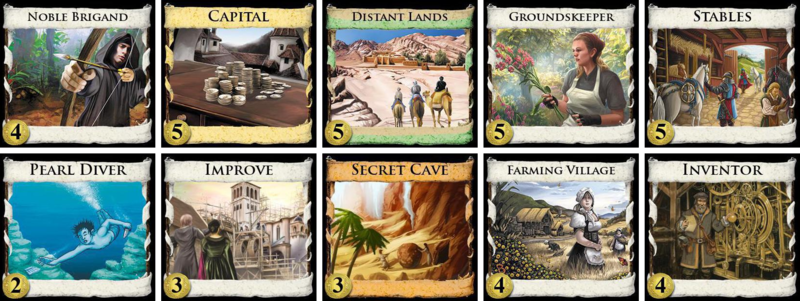 NOBLE BRIGAND
4
CAPITAL
5
DISTANT LANDS
5
GROUNDSKEEPER
5
STABLES
5
PEARL DIVER
2
IMPROVE
3
SECRET CAVE
3
FARMING VILLAGE
4
INVENTOR
4